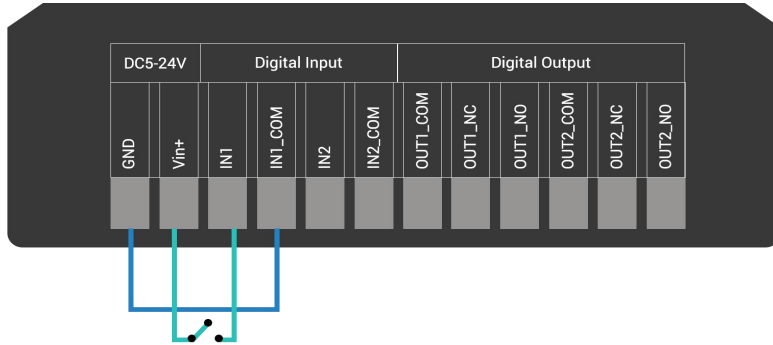 DC5-24V Digital Input Digital Output
GND Vin+ IN1 IN1_COM IN2 IN2_COM OUT1_COM OUT1_NC OUT1_NO OUT2_COM OUT2_NC OUT2_NO